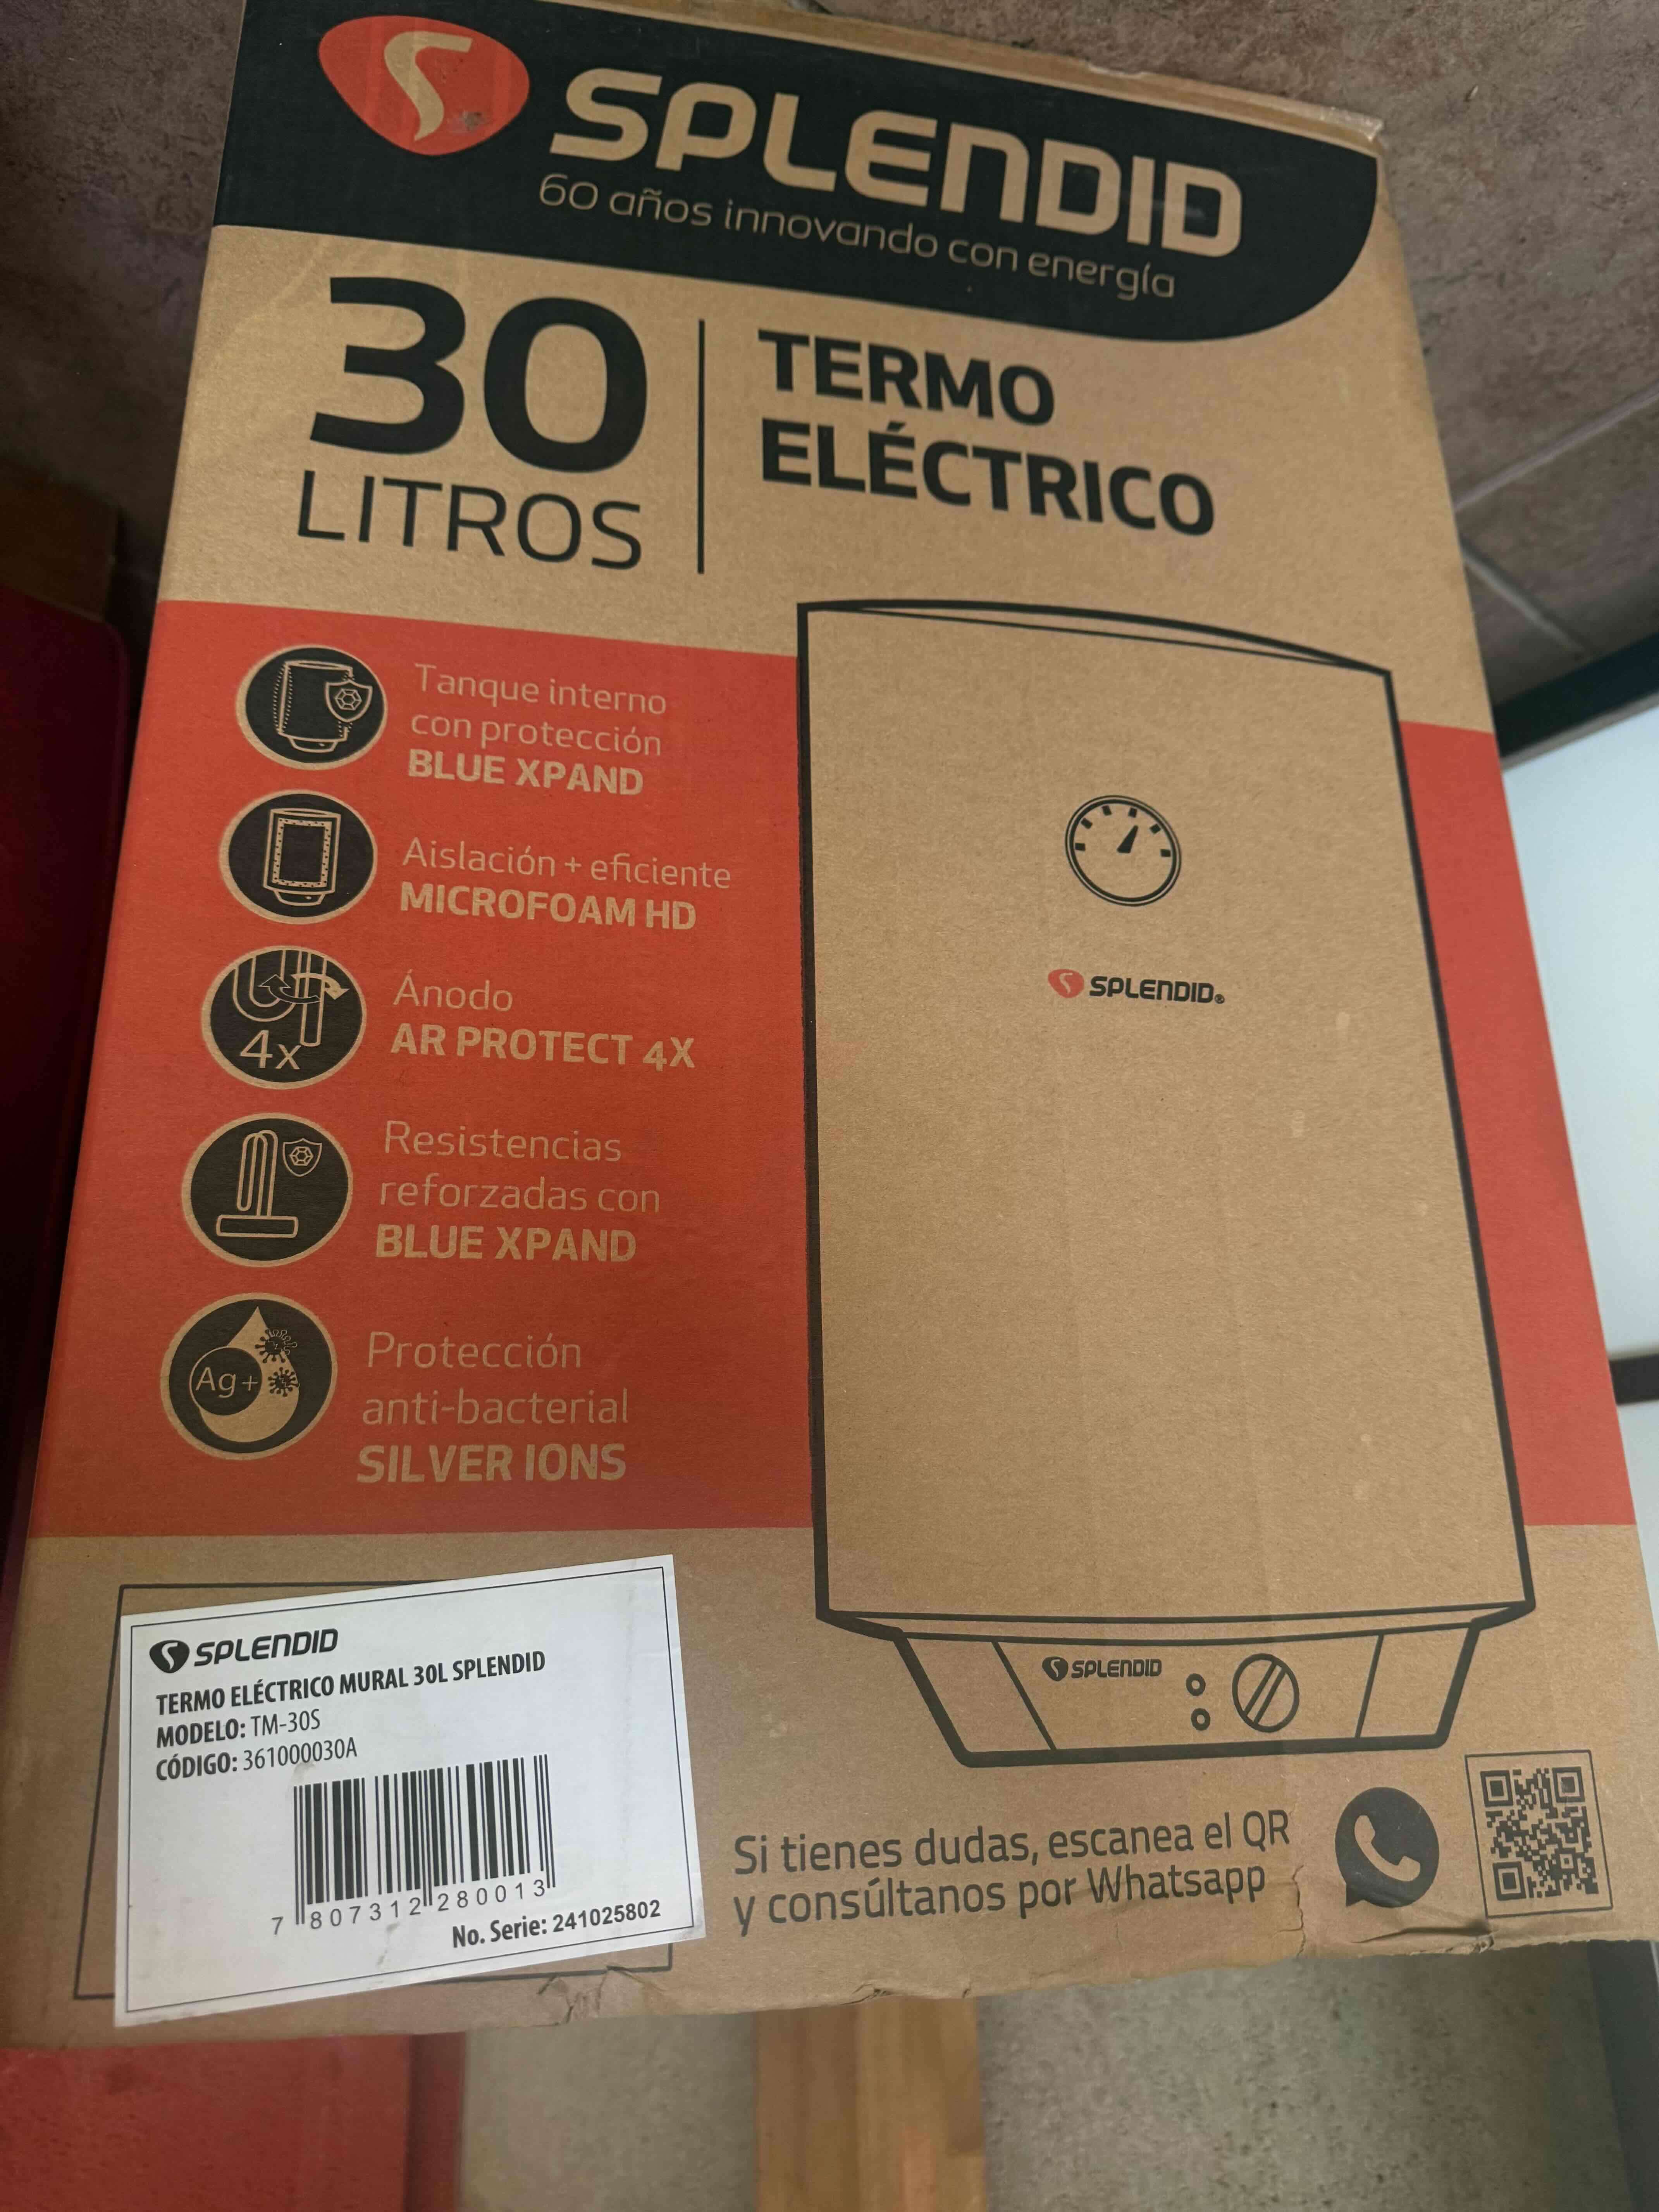 SPLENDID
60 años innovando con energía
30
LITROS
TERMO
ELÉCTRICO
Tanque interno
con protección
BLUE XPAND
Aislación + eficiente
MICROFOAM HD
4x
Ánodo
AR PROTECT 4X
Resistencias
reforzadas con
BLUE XPAND
Ag+
Protección
anti-bacterial
SILVER IONS
SPLENDID®
SPLENDID
SPLENDID
TERMO ELÉCTRICO MURAL 30L SPLENDID
MODELO: TM-30S
CÓDIGO: 361000030A
7 807312 280013
No. Serie: 241025802
Si tienes dudas, escanea el QR
y consúltanos por Whatsapp